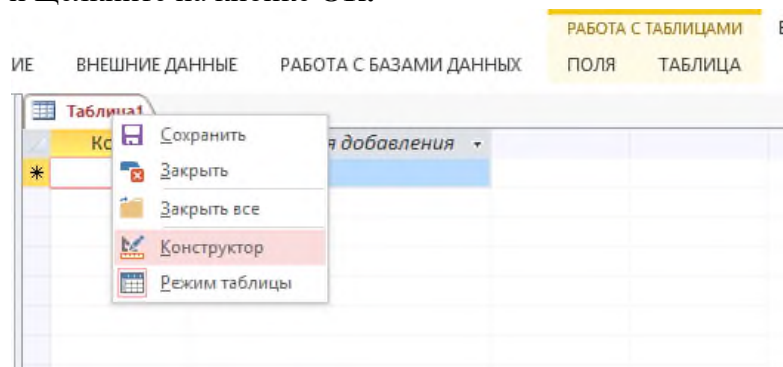 РАБОТА С ТАБЛИЦАМИ
ИЕ ВНЕШНИЕ ДАННЫЕ РАБОТА С БАЗАМИ ДАННЫХ ПОЛЯ ТАБЛИЦА
Таблица1
Ко я добавления
Сохранить
Закрыть
Закрыть все
Конструктор
Режим таблицы